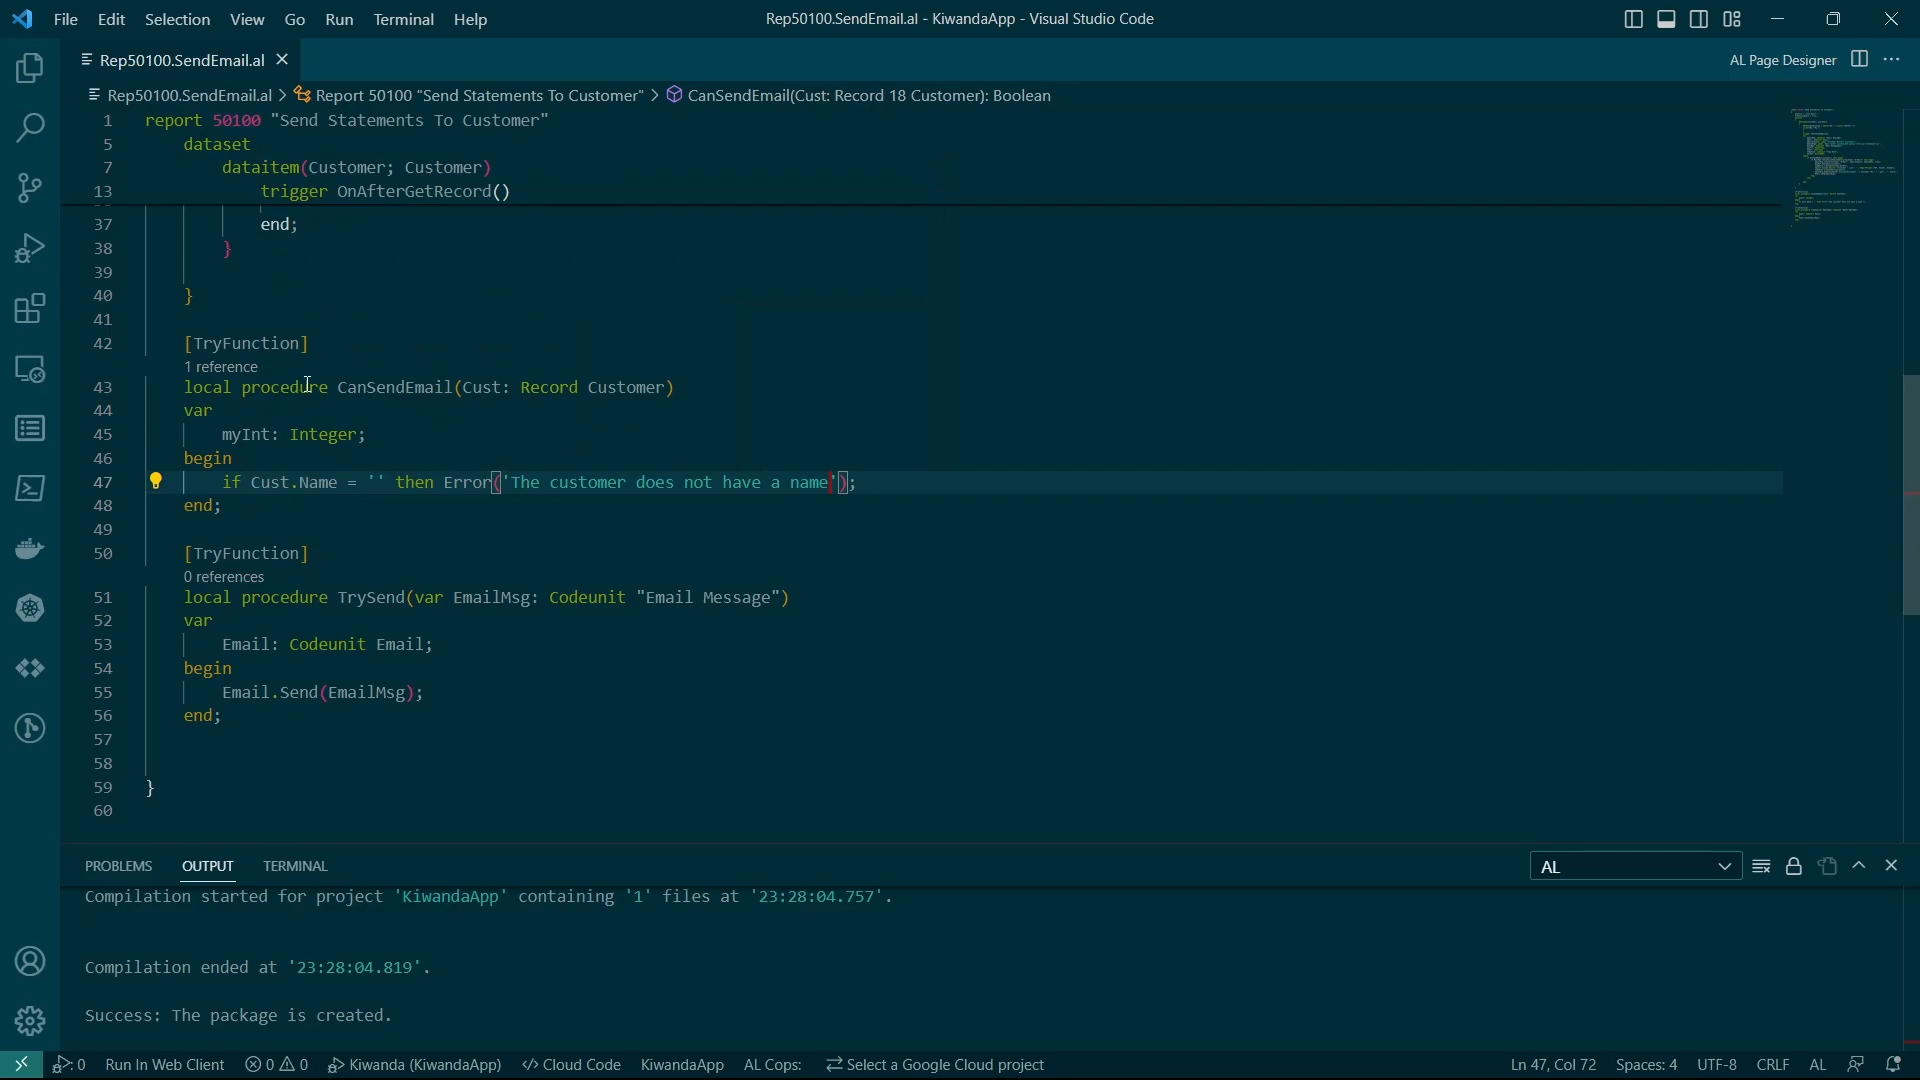 File Edit Selection View Go Run Terminal Help
Rep50100.SendEmail.al - KiwandaApp - Visual Studio Code
Rep50100.SendEmail.al
AL Page Designer
Rep50100.SendEmail.al > Report 50100 "Send Statements To Customer" > CanSendEmail(Cust: Record 18 Customer): Boolean
1 report 50100 "Send Statements To Customer"
5 dataset
7 dataitem(Customer; Customer)
13 trigger OnAfterGetRecord()
37 end;
38 }
39
40 }
41
42 [TryFunction]
1 reference
43 local procedure CanSendEmail(Cust: Record Customer)
44 var
45 myInt: Integer;
46 begin
47 if Cust.Name = '' then Error('The customer does not have a name');
48 end;
49
50 [TryFunction]
0 references
51 local procedure TrySend(var EmailMsg: Codeunit "Email Message")
52 var
53 Email: Codeunit Email;
54 begin
55 Email.Send(EmailMsg);
56 end;
57
58
59 }
60
PROBLEMS OUTPUT TERMINAL
AL
Compilation started for project 'KiwandaApp' containing '1' files at '23:28:04.757'.
Compilation ended at '23:28:04.819'.
Success: The package is created.
0 Run In Web Client 0 0 Kiwanda (KiwandaApp) Cloud Code KiwandaApp AL Cops: Select a Google Cloud project
Ln 47, Col 72 Spaces: 4 UTF-8 CRLF AL